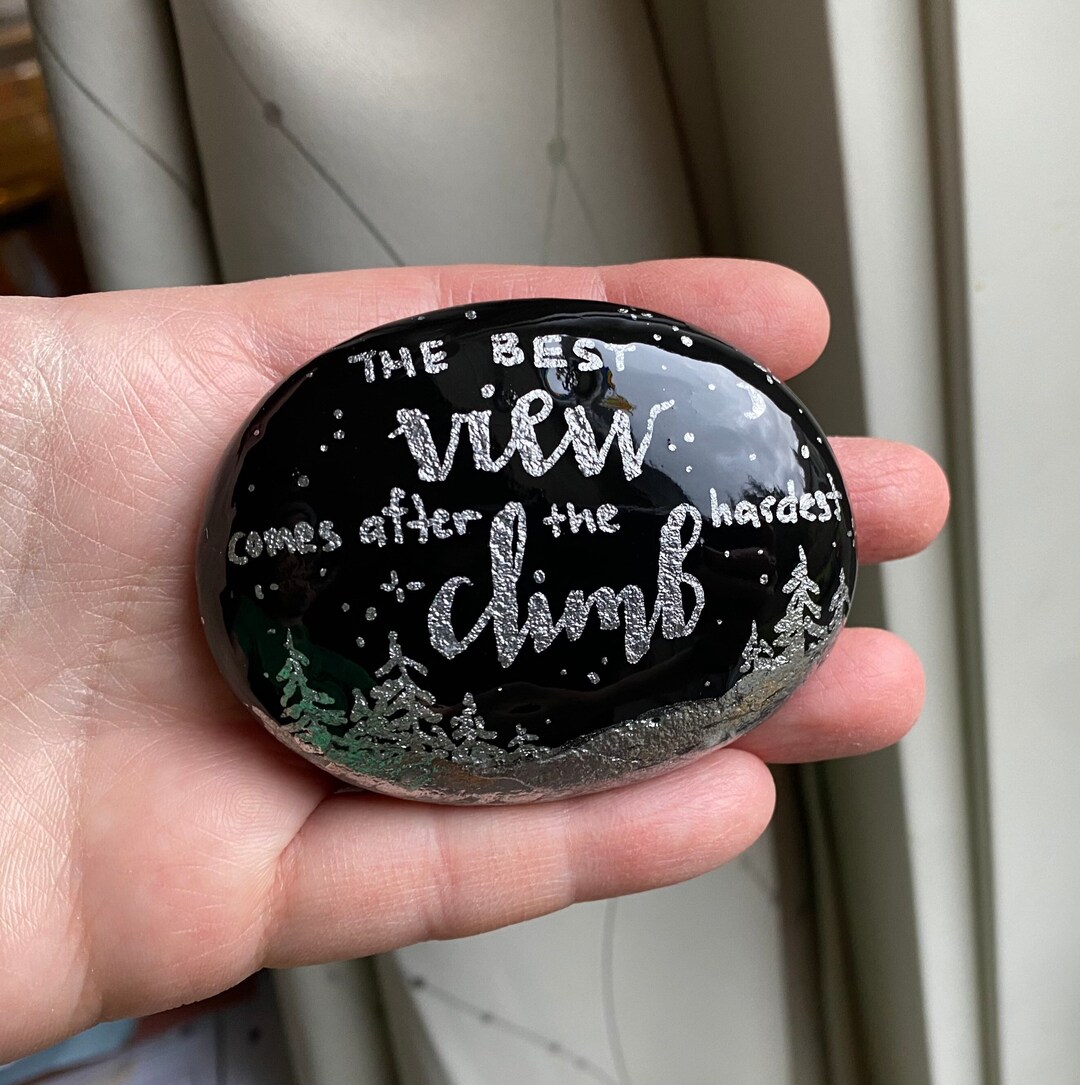 THE BEST
view
comes after the hardest
climb